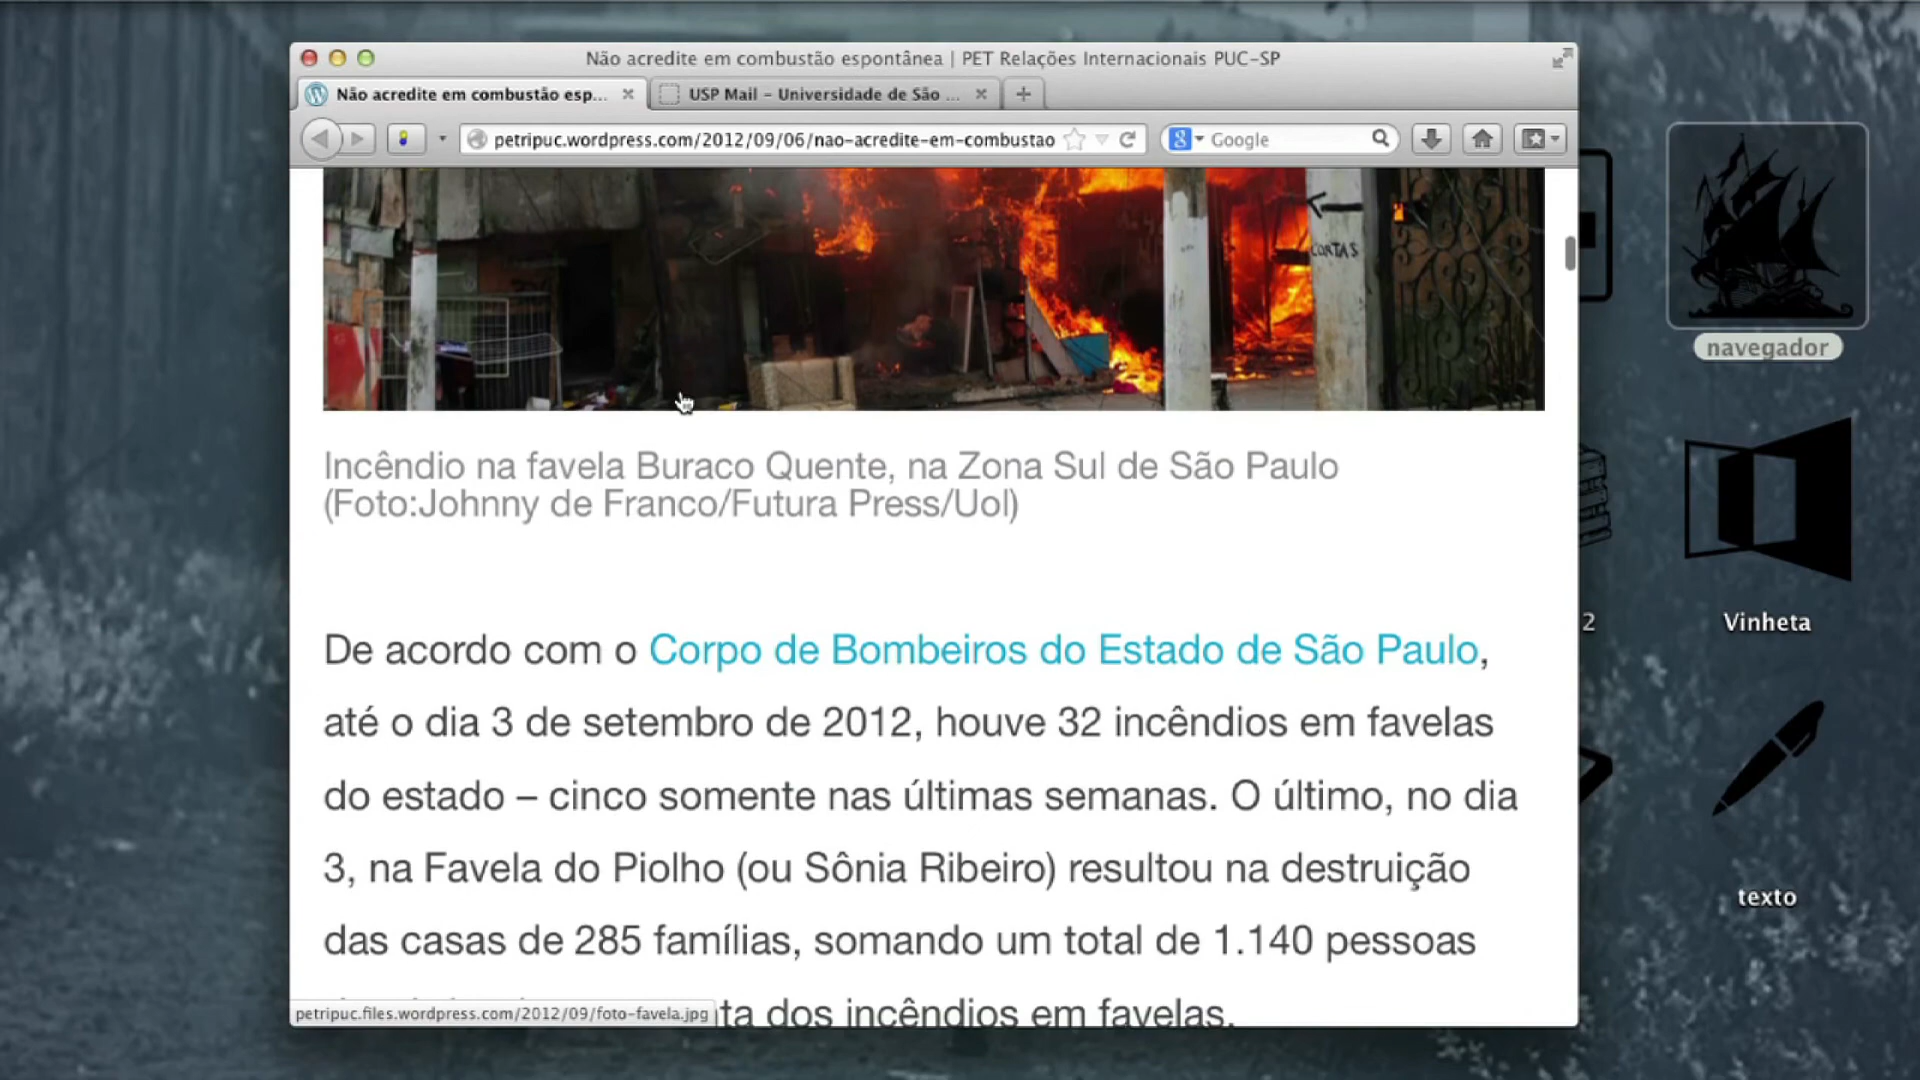 Não acredite em combustão espontânea | PET Relações Internacionais PUC-SP
Não acredite em combustão esp...
USP Mail - Universidade de São ...
petripuc.wordpress.com/2012/09/06/nao-acredite-em-combustao
Google
CORTAS
navegador
Incêndio na favela Buraco Quente, na Zona Sul de São Paulo
(Foto:Johnny de Franco/Futura Press/Uol)
2
Vinheta
De acordo com o Corpo de Bombeiros do Estado de São Paulo,
até o dia 3 de setembro de 2012, houve 32 incêndios em favelas
do estado – cinco somente nas últimas semanas. O último, no dia
3, na Favela do Piolho (ou Sônia Ribeiro) resultou na destruição
texto
das casas de 285 famílias, somando um total de 1.140 pessoas
ta dos incêndios em favelas.
petripuc.files.wordpress.com/2012/09/foto-favela.jpg